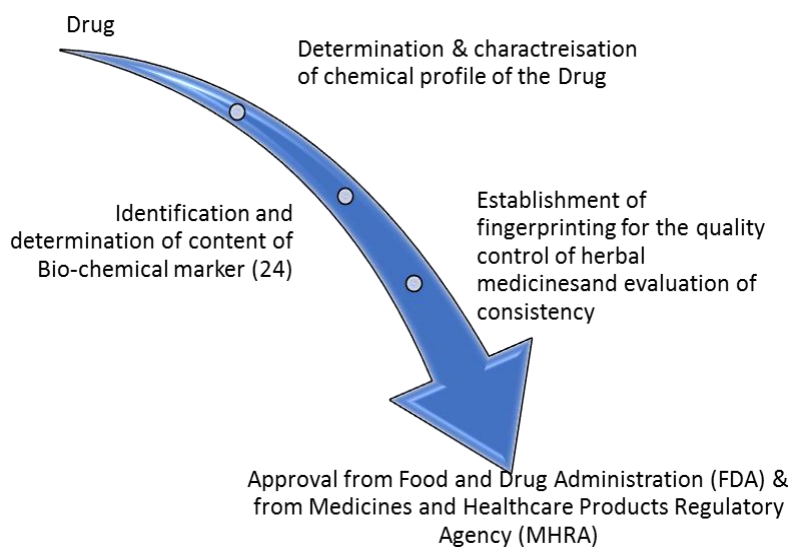 Drug
Determination & charactreisation
of chemical profile of the Drug
Identification and
determination of content of
Bio-chemical marker (24)
Establishment of
fingerprinting for the quality
control of herbal
medicinesand evaluation of
consistency
Approval from Food and Drug Administration (FDA) &
from Medicines and Healthcare Products Regulatory
Agency (MHRA)